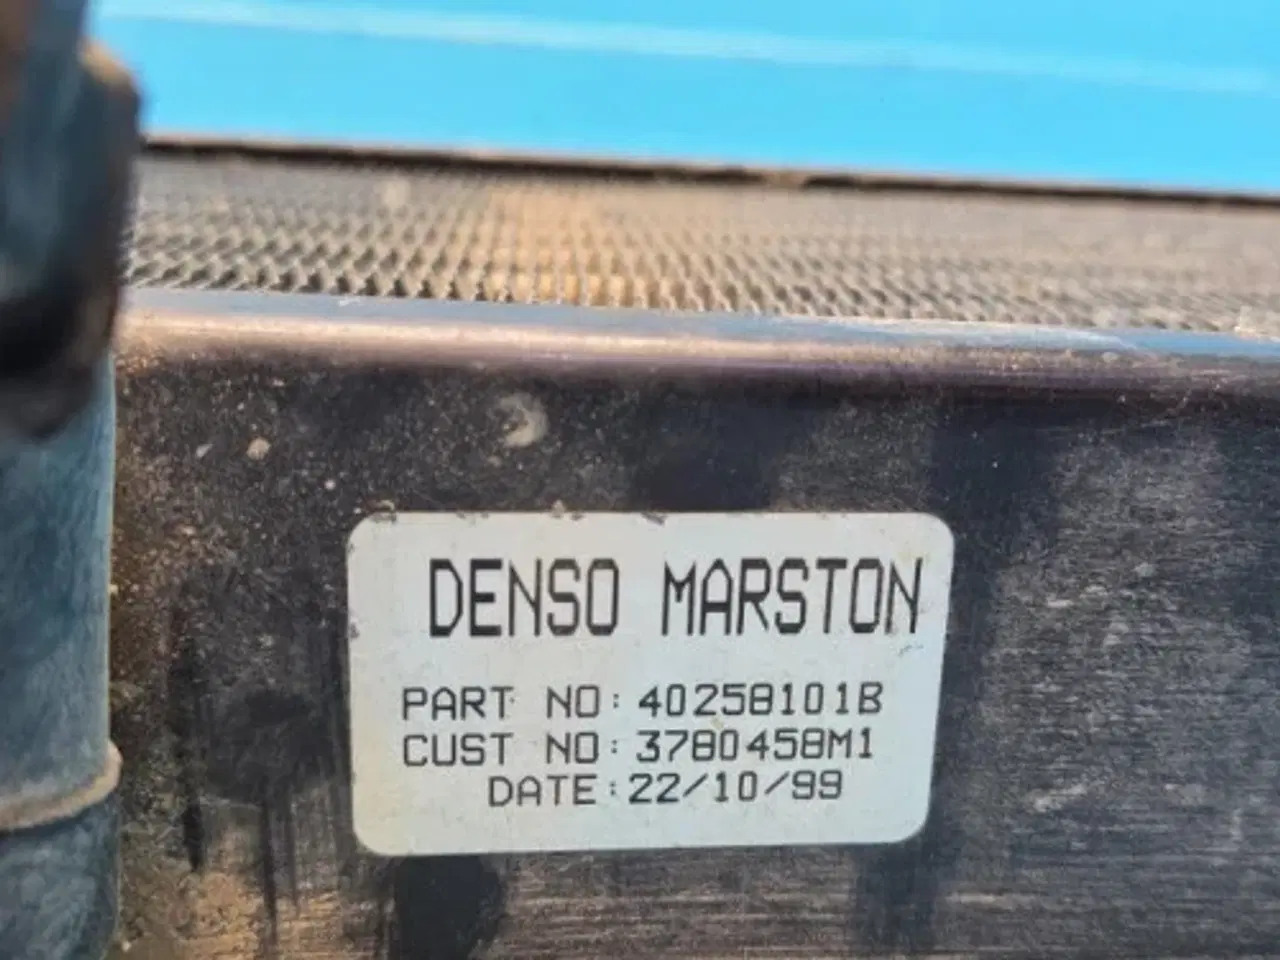 DENSO MARSTON
PART NO: 40258101B
CUST NO: 3780458M1
DATE: 22/10/99